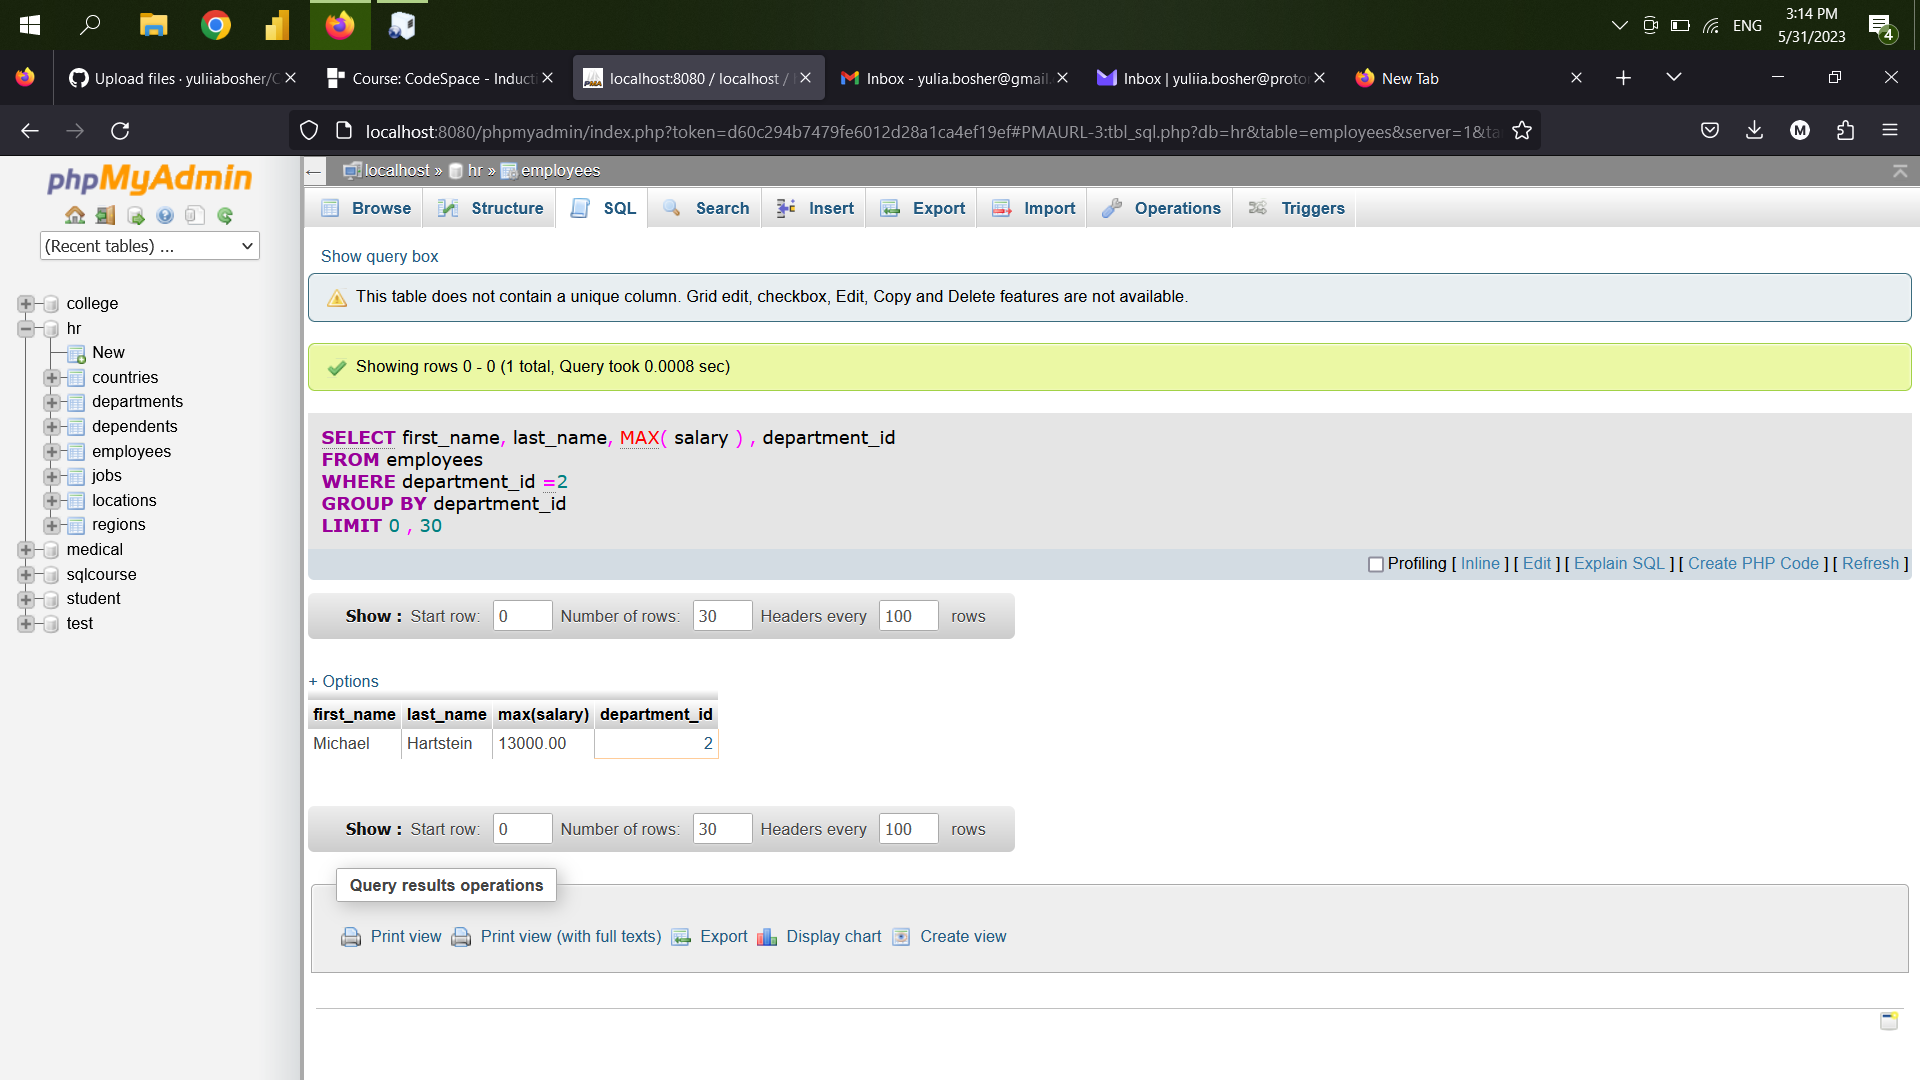 ENG
3:14 PM
5/31/2023
4
Upload files · yuliiabosher/C
Course: CodeSpace - Inducti
localhost:8080 / localhost /
Inbox - yulia.bosher@gmail.
Inbox | yuliia.bosher@proto
New Tab
localhost:8080/phpmyadmin/index.php?token=d60c294b7479fe6012d28a1ca4ef19ef#PMAURL-3:tbl_sql.php?db=hr&table=employees&server=1&ta
M
phpMyAdmin
(Recent tables) ...
college
hr
New
countries
departments
dependents
employees
jobs
locations
regions
medical
sqlcourse
student
test
localhost » hr » employees
Browse
Structure
SQL
Search
Insert
Export
Import
Operations
Triggers
Show query box
This table does not contain a unique column. Grid edit, checkbox, Edit, Copy and Delete features are not available.
Showing rows 0 - 0 (1 total, Query took 0.0008 sec)
SELECT first_name, last_name, MAX( salary ) , department_id
FROM employees
WHERE department_id =2
GROUP BY department_id
LIMIT 0 , 30
Profiling [ Inline ] [ Edit ] [ Explain SQL ] [ Create PHP Code ] [ Refresh ]
Show : Start row: 0 Number of rows: 30 Headers every 100 rows
+ Options
first_name last_name max(salary) department_id
Michael Hartstein 13000.00 2
Show : Start row: 0 Number of rows: 30 Headers every 100 rows
Query results operations
Print view Print view (with full texts) Export Display chart Create view